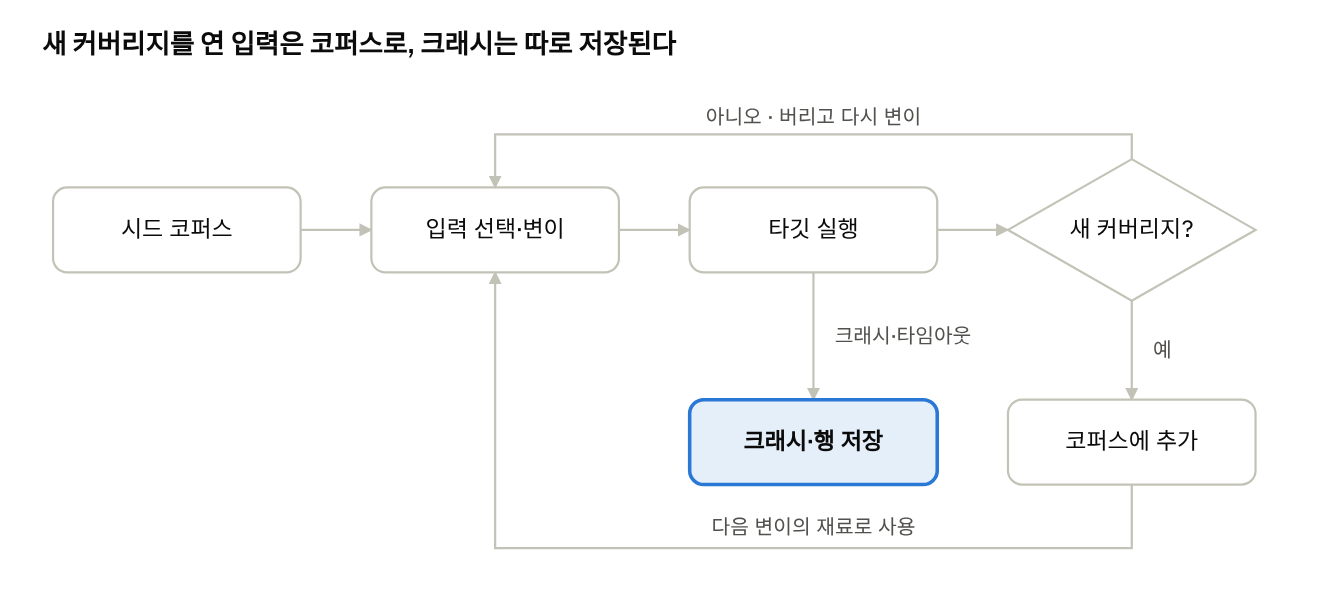 새 커버리지를 연 입력은 코퍼스로, 크래시는 따로 저장된다
아니오 · 버리고 다시 변이
시드 코퍼스
입력 선택·변이
타깃 실행
새 커버리지?
크래시·타임아웃
예
크래시·행 저장
코퍼스에 추가
다음 변이의 재료로 사용